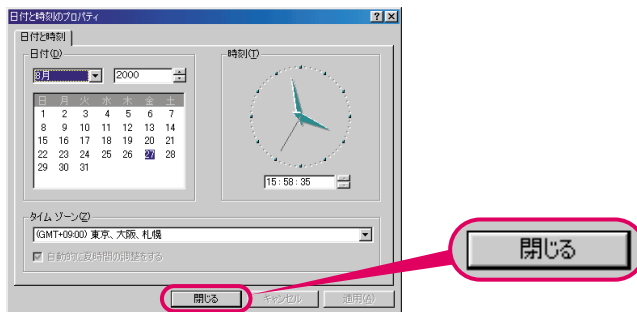 日付と時刻のプロパティ
日付と時刻
日付(D)
8月 2000
日 月 火 水 木 金 土
1 2 3 4 5 6 7
8 9 10 11 12 13 14
15 16 17 18 19 20 21
22 23 24 25 26 27 28
29 30 31
時刻(T)
15:58:35
タイム ゾーン(Z)
(GMT+09:00) 東京、大阪、札幌
自動的に夏時間の調整をする
閉じる キャンセル 適用(A)
閉じる